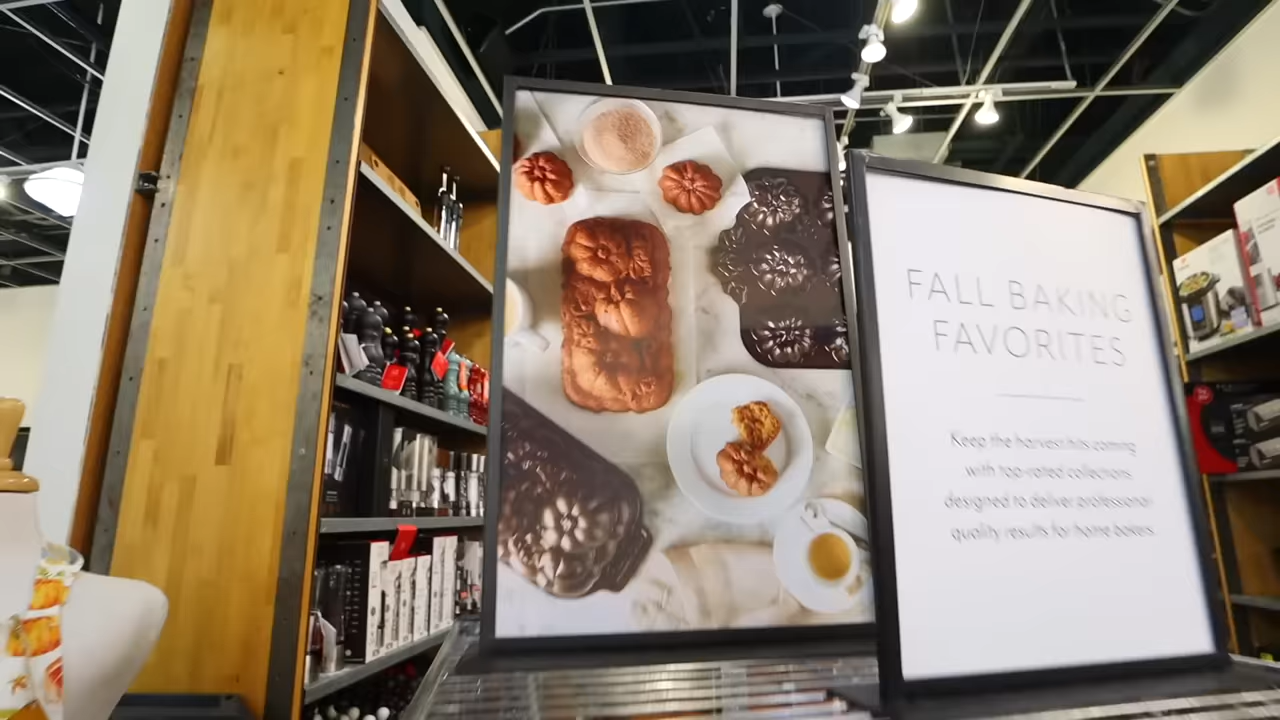 FALL BAKING
FAVORITES
Keep the harvest hits coming
with top-rated collections
designed to deliver professional
quality results for home bakers.